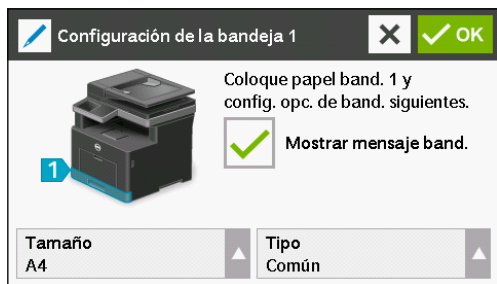 Configuración de la bandeja 1
OK
Coloque papel band. 1 y
config. opc. de band. siguientes.
Mostrar mensaje band.
1
Tamaño
A4
Tipo
Común